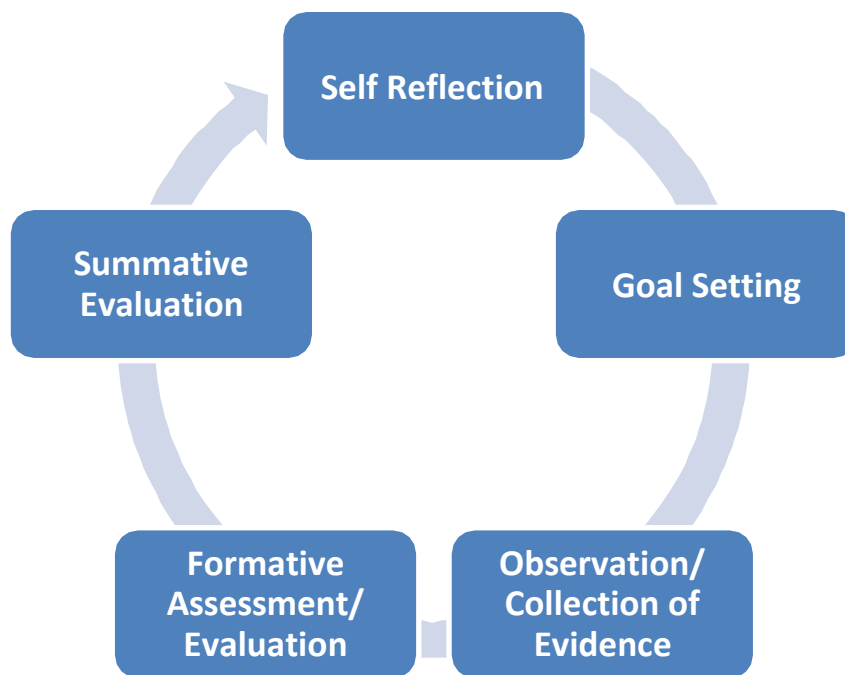 Self Reflection
Goal Setting
Observation/
Collection of
Evidence
Formative
Assessment/
Evaluation
Summative
Evaluation